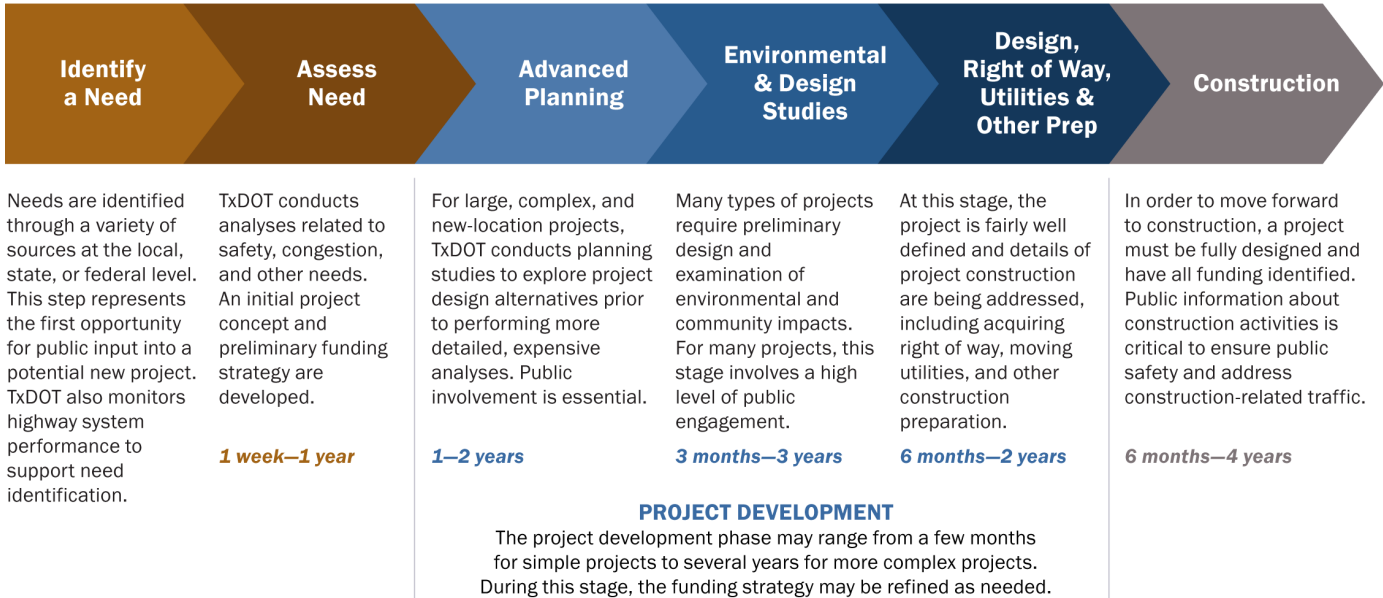 Identify
a Need
Assess
Need
Advanced
Planning
Environmental
& Design
Studies
Design,
Right of Way,
Utilities &
Other Prep
Construction
Needs are identified
through a variety of
sources at the local,
state, or federal level.
This step represents
the first opportunity
for public input into a
potential new project.
TxDOT also monitors
highway system
performance to
support need
identification.
TxDOT conducts
analyses related to
safety, congestion,
and other needs.
An initial project
concept and
preliminary funding
strategy are
developed.
1 week—1 year
For large, complex, and
new-location projects,
TxDOT conducts planning
studies to explore project
design alternatives prior
to performing more
detailed, expensive
analyses. Public
involvement is essential.
1—2 years
Many types of projects
require preliminary
design and
examination of
environmental and
community impacts.
For many projects, this
stage involves a high
level of public
engagement.
3 months—3 years
At this stage, the
project is fairly well
defined and details of
project construction
are being addressed,
including acquiring
right of way, moving
utilities, and other
construction
preparation.
6 months—2 years
In order to move forward
to construction, a project
must be fully designed and
have all funding identified.
Public information about
construction activities is
critical to ensure public
safety and address
construction-related traffic.
6 months—4 years
PROJECT DEVELOPMENT
The project development phase may range from a few months
for simple projects to several years for more complex projects.
During this stage, the funding strategy may be refined as needed.